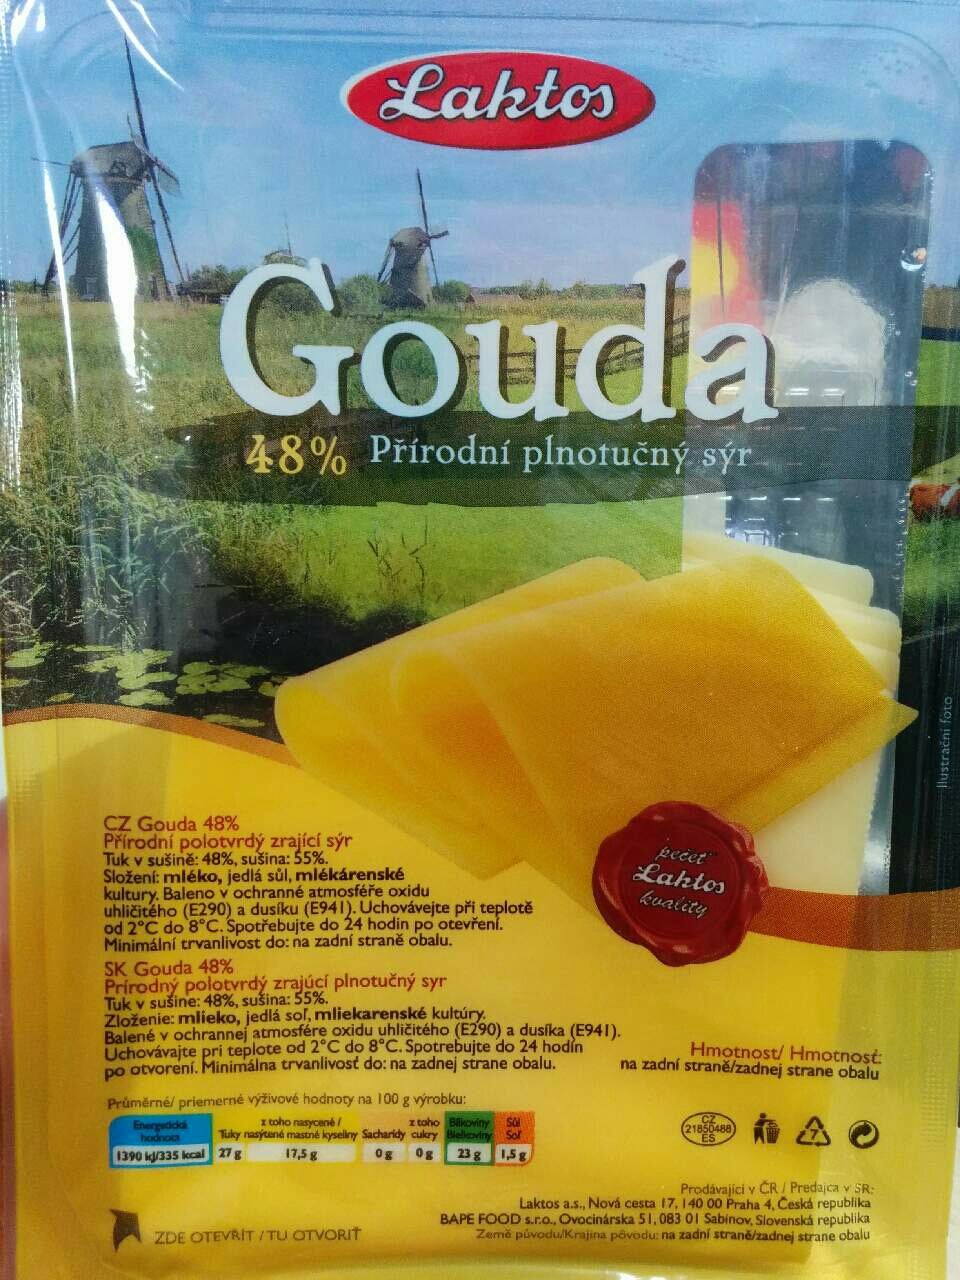 Laktos
Gouda
48% Přírodní plnotučný sýr
Ilustrační foto
pečeť
Laktos
kvality
CZ Gouda 48%
Přírodní polotvrdý zrající sýr
Tuk v sušině: 48%, sušina: 55%.
Složení: mléko, jedlá sůl, mlékárenské
kultury. Baleno v ochranné atmosféře oxidu
uhličitého (E290) a dusíku (E941). Uchovávejte při teplotě
od 2°C do 8°C. Spotřebujte do 24 hodin po otevření.
Minimální trvanlivost do: na zadní straně obalu.
SK Gouda 48%
Prírodný polotvrdý zrajúcí plnotučný syr
Tuk v sušine: 48%, sušina: 55%.
Zloženie: mlieko, jedlá soľ, mliekarenské kultúry.
Balené v ochrannej atmosfére oxidu uhličitého (E290) a dusíka (E941).
Uchovávajte pri teplote od 2°C do 8°C. Spotrebujte do 24 hodín
po otvorení. Minimálna trvanlivosť do: na zadnej strane obalu.
Hmotnost/ Hmotnosť:
na zadní straně/zadnej strane obalu
Průměrné/ priemerné výživové hodnoty na 100 g výrobku:
Energetická z toho nasycené / z toho Bílkoviny Sůl
hodnota Tuky nasýtené mastné kyseliny Sacharidy cukry Bielkoviny Soľ
1390 kJ/335 kcal 27 g 17,5 g 0 g 0 g 23 g 1,5 g
CZ
21850488
ES
7
Prodávající v ČR / Predajca v SR:
Laktos a.s., Nová cesta 17, 140 00 Praha 4, Česká republika
BAPE FOOD s.r.o., Ovocinárska 51, 083 01 Sabinov, Slovenská republika
Země původu/Krajina pôvodu: na zadní straně/zadnej strane obalu
ZDE OTEVŘÍT / TU OTVORIŤ